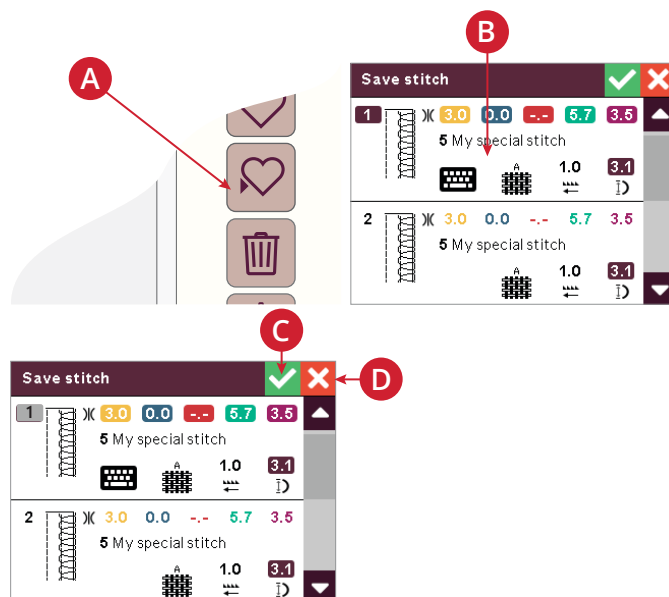 A
B
Save stitch
1 3.0 0.0 -.- 5.7 3.5
5 My special stitch
A 1.0 3.1
2 3.0 0.0 -.- 5.7 3.5
5 My special stitch
A 1.0 3.1
C
D
Save stitch
1 3.0 0.0 -.- 5.7 3.5
5 My special stitch
A 1.0 3.1
2 3.0 0.0 -.- 5.7 3.5
5 My special stitch
A 1.0 3.1